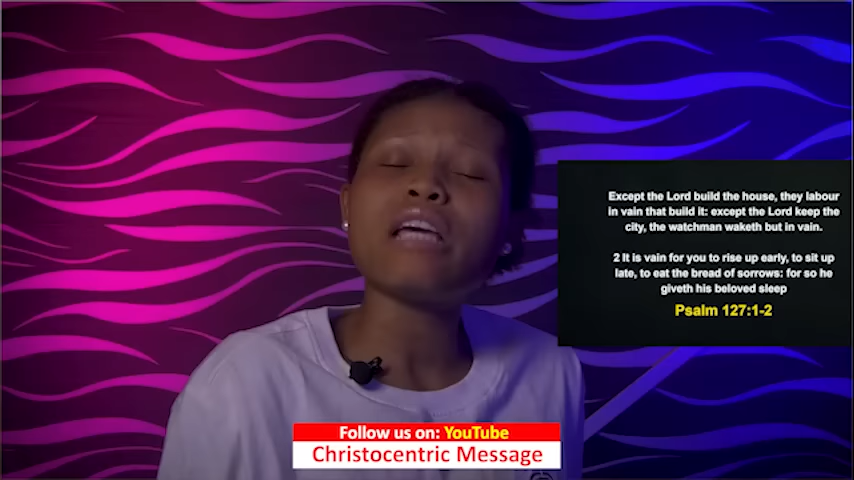 Except the Lord build the house, they labour
in vain that build it: except the Lord keep the
city, the watchman waketh but in vain.
2 It is vain for you to rise up early, to sit up
late, to eat the bread of sorrows: for so he
giveth his beloved sleep
Psalm 127:1-2
Follow us on: YouTube
Christocentric Message